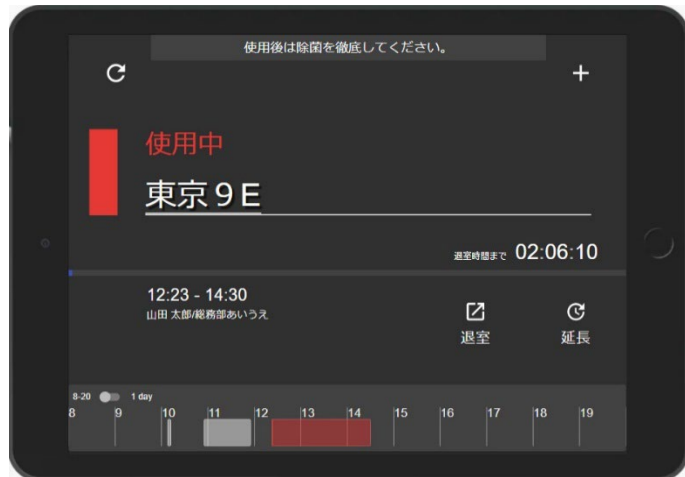 使用後は除菌を徹底してください。
使用中
東京9E
退室時間まで 02:06:10
12:23 - 14:30
山田 太郎/総務部あいうえ
退室
延長
8-20 1 day
8 9 10 11 12 13 14 15 16 17 18 19